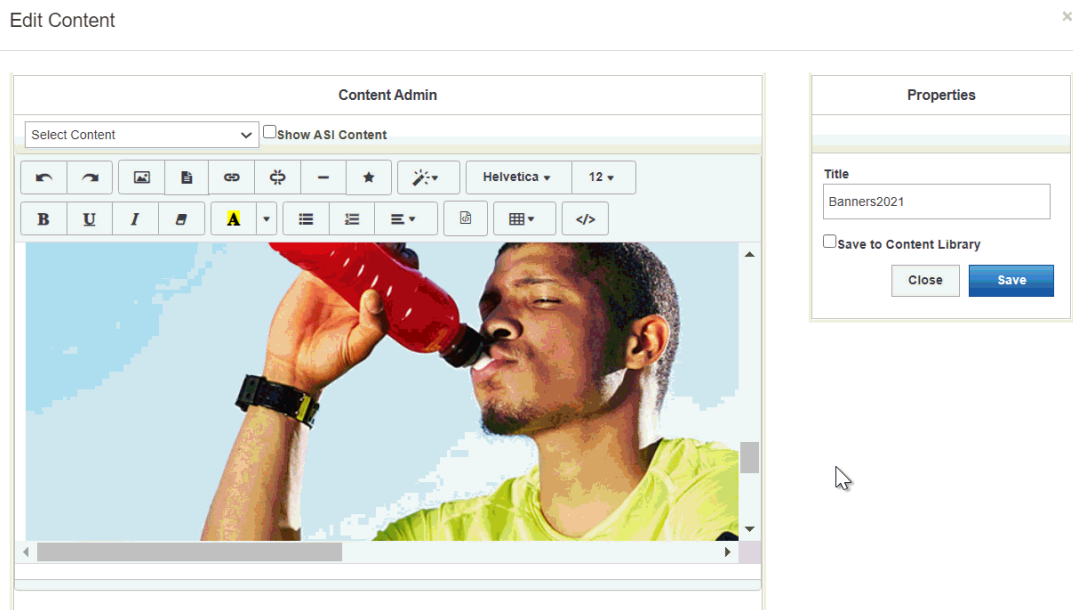 Edit Content
×
Content Admin
Select Content
Show ASI Content
Helvetica
12
B U I A
</>
Properties
Title
Banners2021
Save to Content Library
Close Save